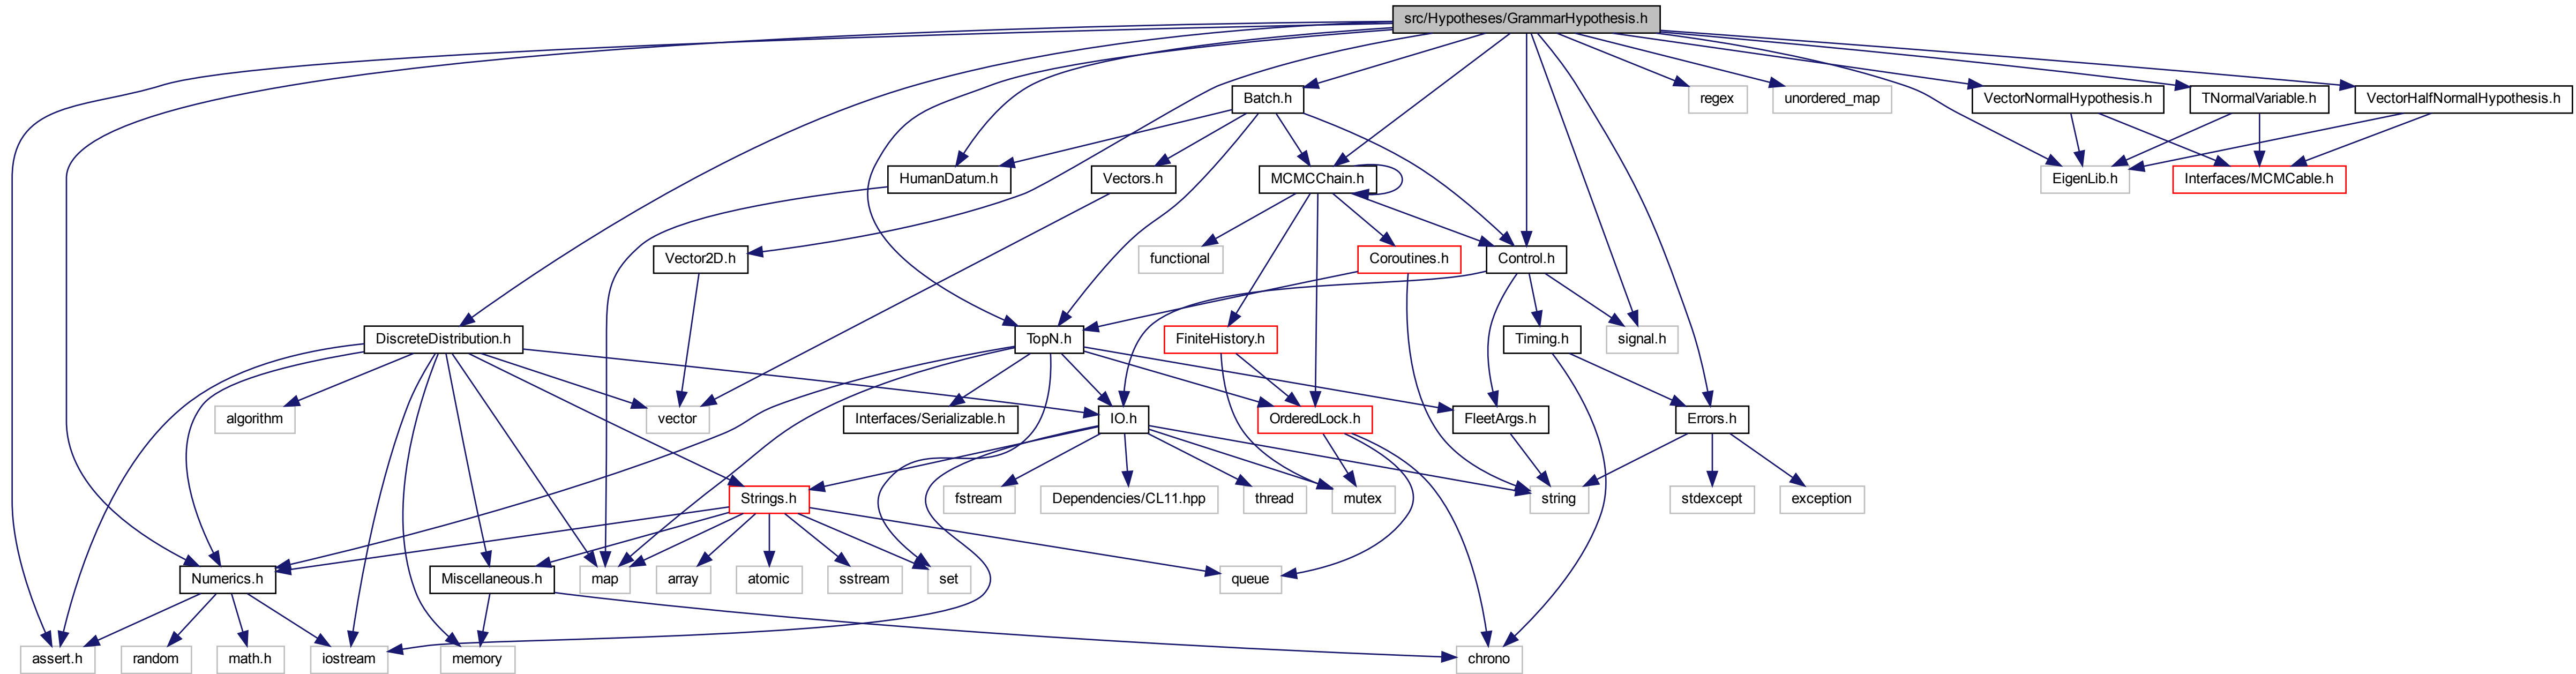 src/Hypotheses/GrammarHypothesis.h
Batch.h
regex
unordered_map
VectorNormalHypothesis.h
TNormalVariable.h
VectorHalfNormalHypothesis.h
HumanDatum.h
Vectors.h
MCMCChain.h
EigenLib.h
Interfaces/MCMCable.h
Vector2D.h
functional
Coroutines.h
Control.h
DiscreteDistribution.h
TopN.h
FiniteHistory.h
Timing.h
signal.h
algorithm
vector
Interfaces/Serializable.h
IO.h
OrderedLock.h
FleetArgs.h
Errors.h
Strings.h
fstream
Dependencies/CL11.hpp
thread
mutex
string
stdexcept
exception
Numerics.h
Miscellaneous.h
map
array
atomic
sstream
set
queue
assert.h
random
math.h
iostream
memory
chrono